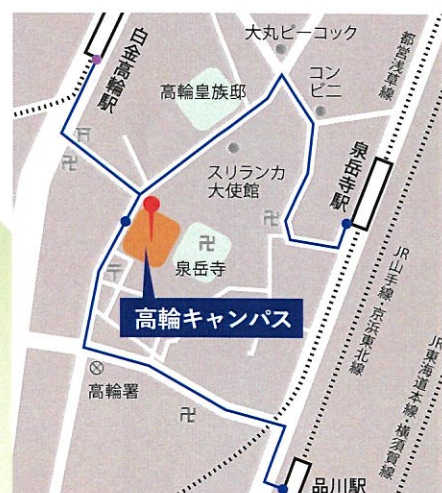 大丸ピーコック
都営浅草線
白金高輪駅
コン
ビニ
高輪皇族邸
泉岳寺駅
スリランカ
大使館
泉岳寺
高輪キャンパス
JR山手線・京浜東北線
JR東海道本線・横須賀線
高輪署
品川駅